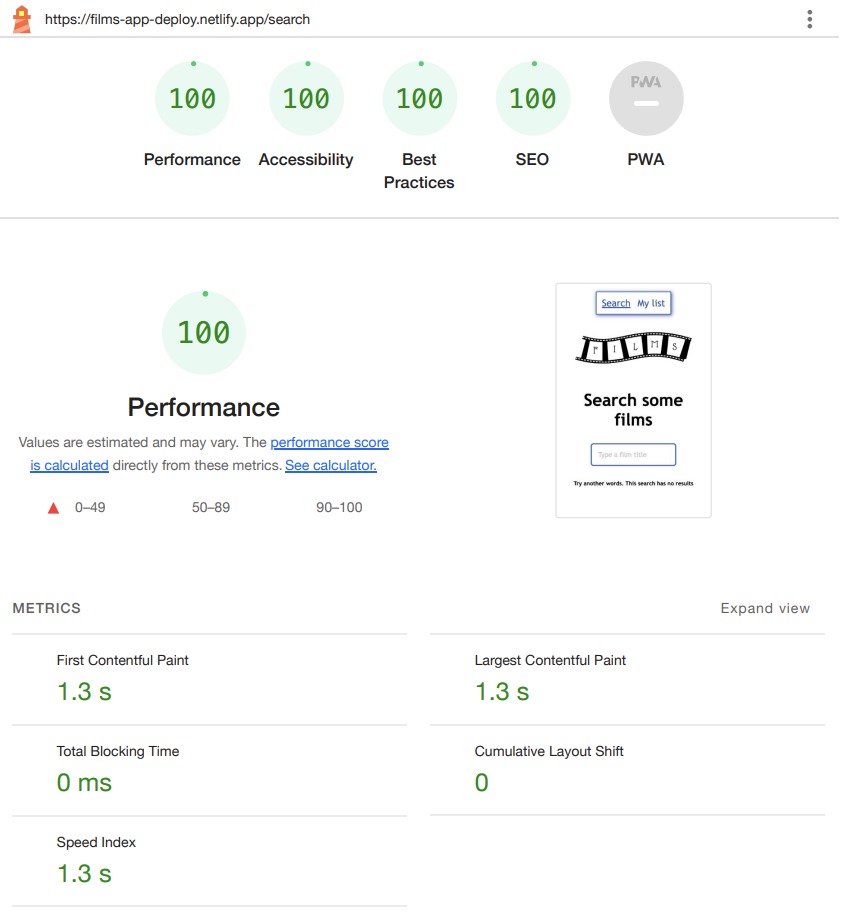 https://films-app-deploy.netlify.app/search
100
100
100
100
PWA
Performance
Accessibility
Best
Practices
SEO
PWA
100
Performance
Values are estimated and may vary. The performance score
is calculated directly from these metrics. See calculator.
0–49
50–89
90–100
Search My list
FILMS
Search some
films
Type a film title
Try another words. This search has no results
METRICS
Expand view
First Contentful Paint
1.3 s
Largest Contentful Paint
1.3 s
Total Blocking Time
0 ms
Cumulative Layout Shift
0
Speed Index
1.3 s